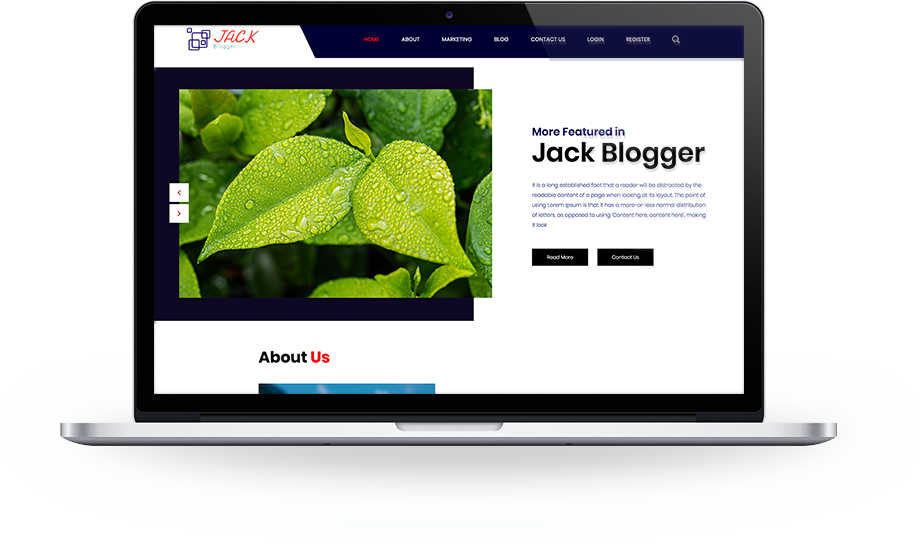 JACK
Blogger
HOME ABOUT MARKETING BLOG CONTACT US LOGIN REGISTER
More Featured in
Jack Blogger
It is a long established fact that a reader will be distracted by the
readable content of a page when looking at its layout. The point of
using Lorem Ipsum is that it has a more-or-less normal distribution
of letters, as opposed to using 'Content here, content here', making
it look
Read More Contact Us
About Us